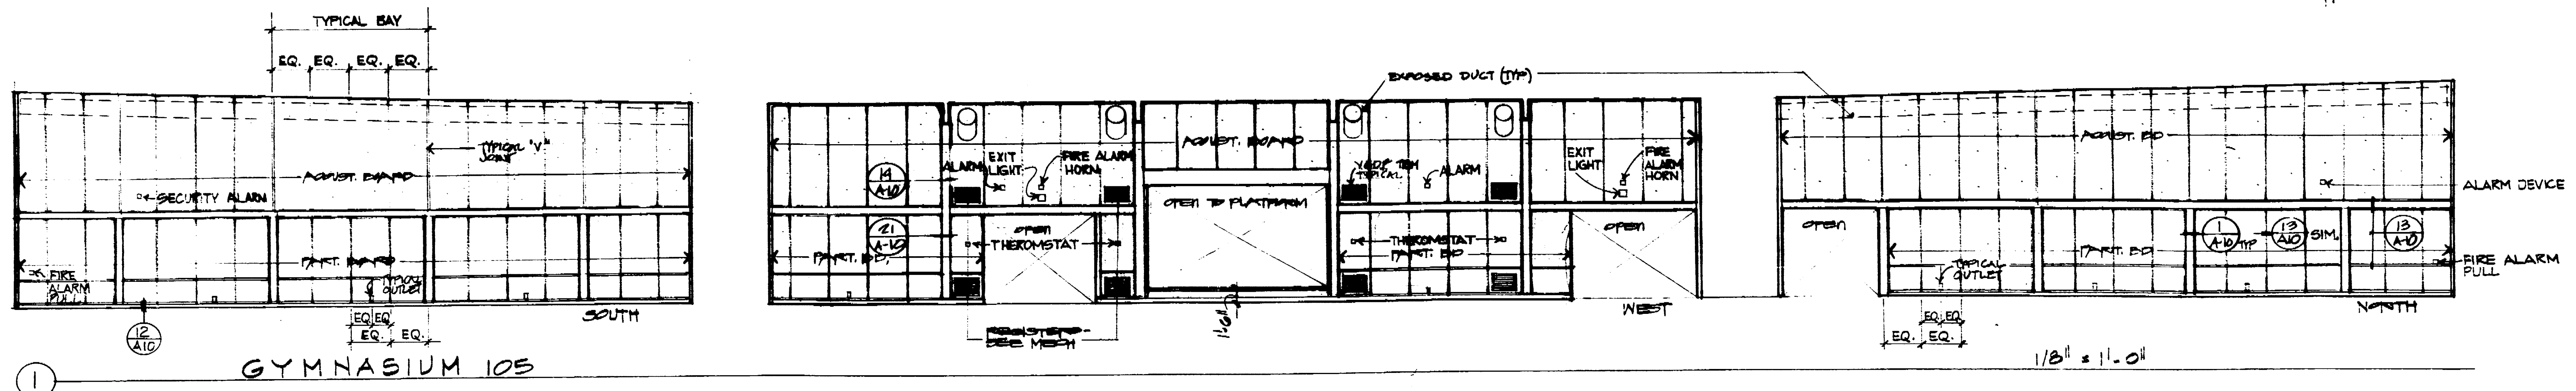 TYPICAL BAY
EQ. EQ. EQ. EQ.
TYPICAL "V"
JOINT
ACOUST. BOARD
SECURITY ALARM
FIRE
ALARM
PULL
PART. BOARD
TYPICAL
OUTLET
EQ. EQ.
EQ. EQ.
12
A10
SOUTH
EXPOSED DUCT (TYP)
ACOUST. BOARD
14
A-10
ALARM
EXIT
LIGHT
FIRE ALARM
HORN
TYPICAL
ALARM
EXIT
LIGHT
FIRE
ALARM
HORN
21
A-10
OPEN
THEROMSTAT
PART. BD.
OPEN TO PLATFORM
THEROMSTAT
PART. BD
OPEN
REGISTERS -
SEE MECH
1'-6"
WEST
ACOUST. BD
ALARM DEVICE
OPEN
PART. BD
TYPICAL
OUTLET
1
A-10
TYP
13
A10
SIM.
13
A-10
FIRE ALARM
PULL
EQ. EQ.
EQ. EQ.
NORTH
1
GYMNASIUM 105
1/8" = 1'-0"